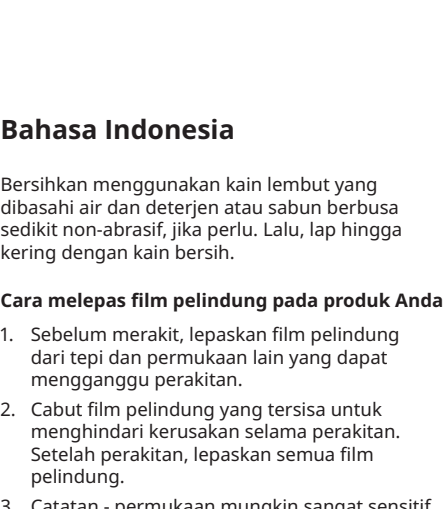 Bahasa Indonesia
Bersihkan menggunakan kain lembut yang
dibasahi air dan deterjen atau sabun berbusa
sedikit non-abrasif, jika perlu. Lalu, lap hingga
kering dengan kain bersih.
Cara melepas film pelindung pada produk Anda
1. Sebelum merakit, lepaskan film pelindung
dari tepi dan permukaan lain yang dapat
mengganggu perakitan.
2. Cabut film pelindung yang tersisa untuk
menghindari kerusakan selama perakitan.
Setelah perakitan, lepaskan semua film
pelindung.
3. Catatan - permukaan mungkin sangat sensitif